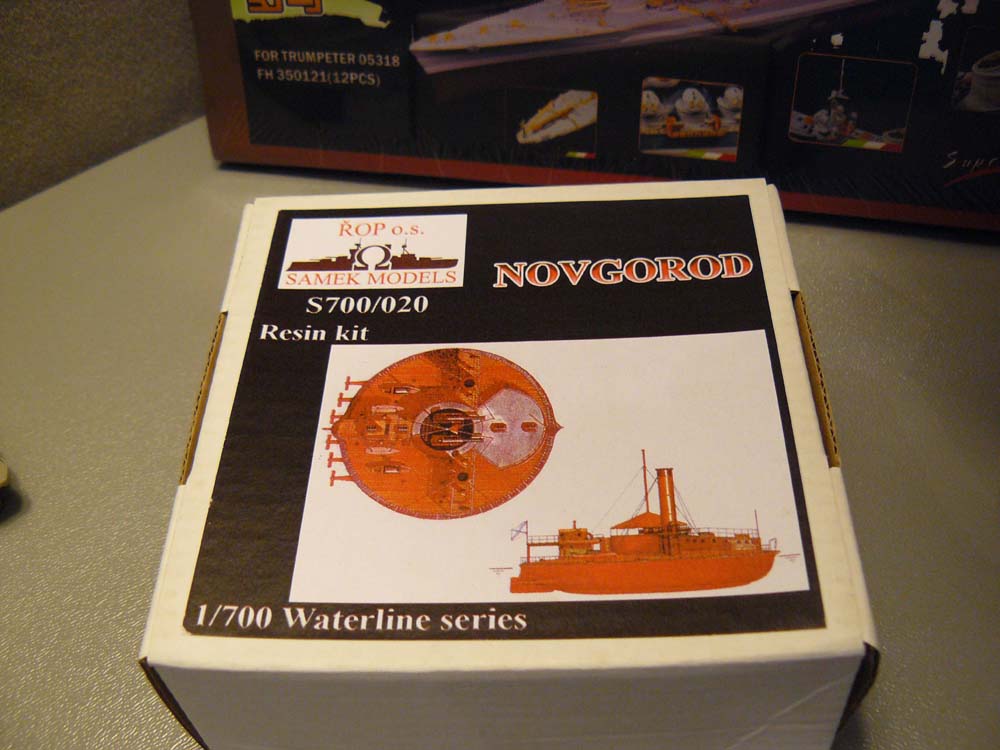 FOR TRUMPETER 05318
FH 350121(12PCS)
ŘOP o.s.
SAMEK MODELS
S700/020
NOVGOROD
Resin kit
1/700 Waterline series